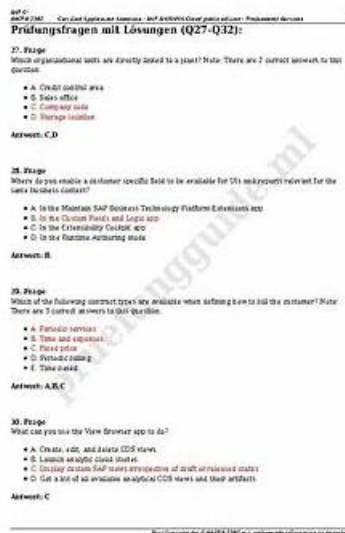 Prüfungsfragen mit Lösungen (Q27-Q32):
27. Frage
Which organizational units are directly linked to a plant? Note: There are 2 correct answers to this question.
A. Credit control area
B. Sales office
C. Company code
D. Storage location
Antwort: C,D
28. Frage
Where do you enable a customer specific field to be available for UIs and reports relevant for the same business context?
A. In the Maintain SAP Business Technology Platform Extensions app
B. In the Custom Fields and Logic app
C. In the Extensibility Cockpit app
D. In the Runtime Authoring mode
Antwort: B
29. Frage
Which of the following contract types are available when defining how to bill the customer? Note: There are 3 correct answers to this question.
A. Periodic services
B. Time and expenses
C. Fixed price
D. Periodic billing
E. Time based
Antwort: A,B,C
30. Frage
What can you use the View Browser app to do?
A. Create, edit, and delete CDS views
B. Launch analytic cloud stories
C. Display custom SAP views irrespective of draft or released status
D. Get a list of all available analytical CDS views and their artifacts
Antwort: C